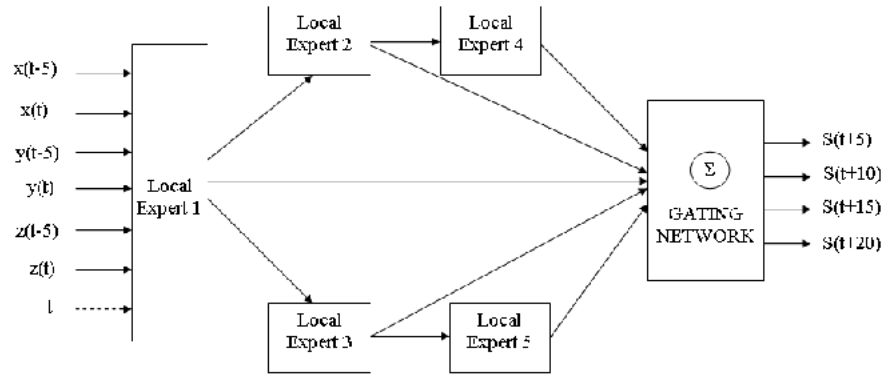 x(t-5)
x(t)
y(t-5)
y(t)
z(t-5)
z(t)
1
Local
Expert 1
Local
Expert 2
Local
Expert 4
Local
Expert 3
Local
Expert 5
Σ
GATING
NETWORK
S(t+5)
S(t+10)
S(t+15)
S(t+20)